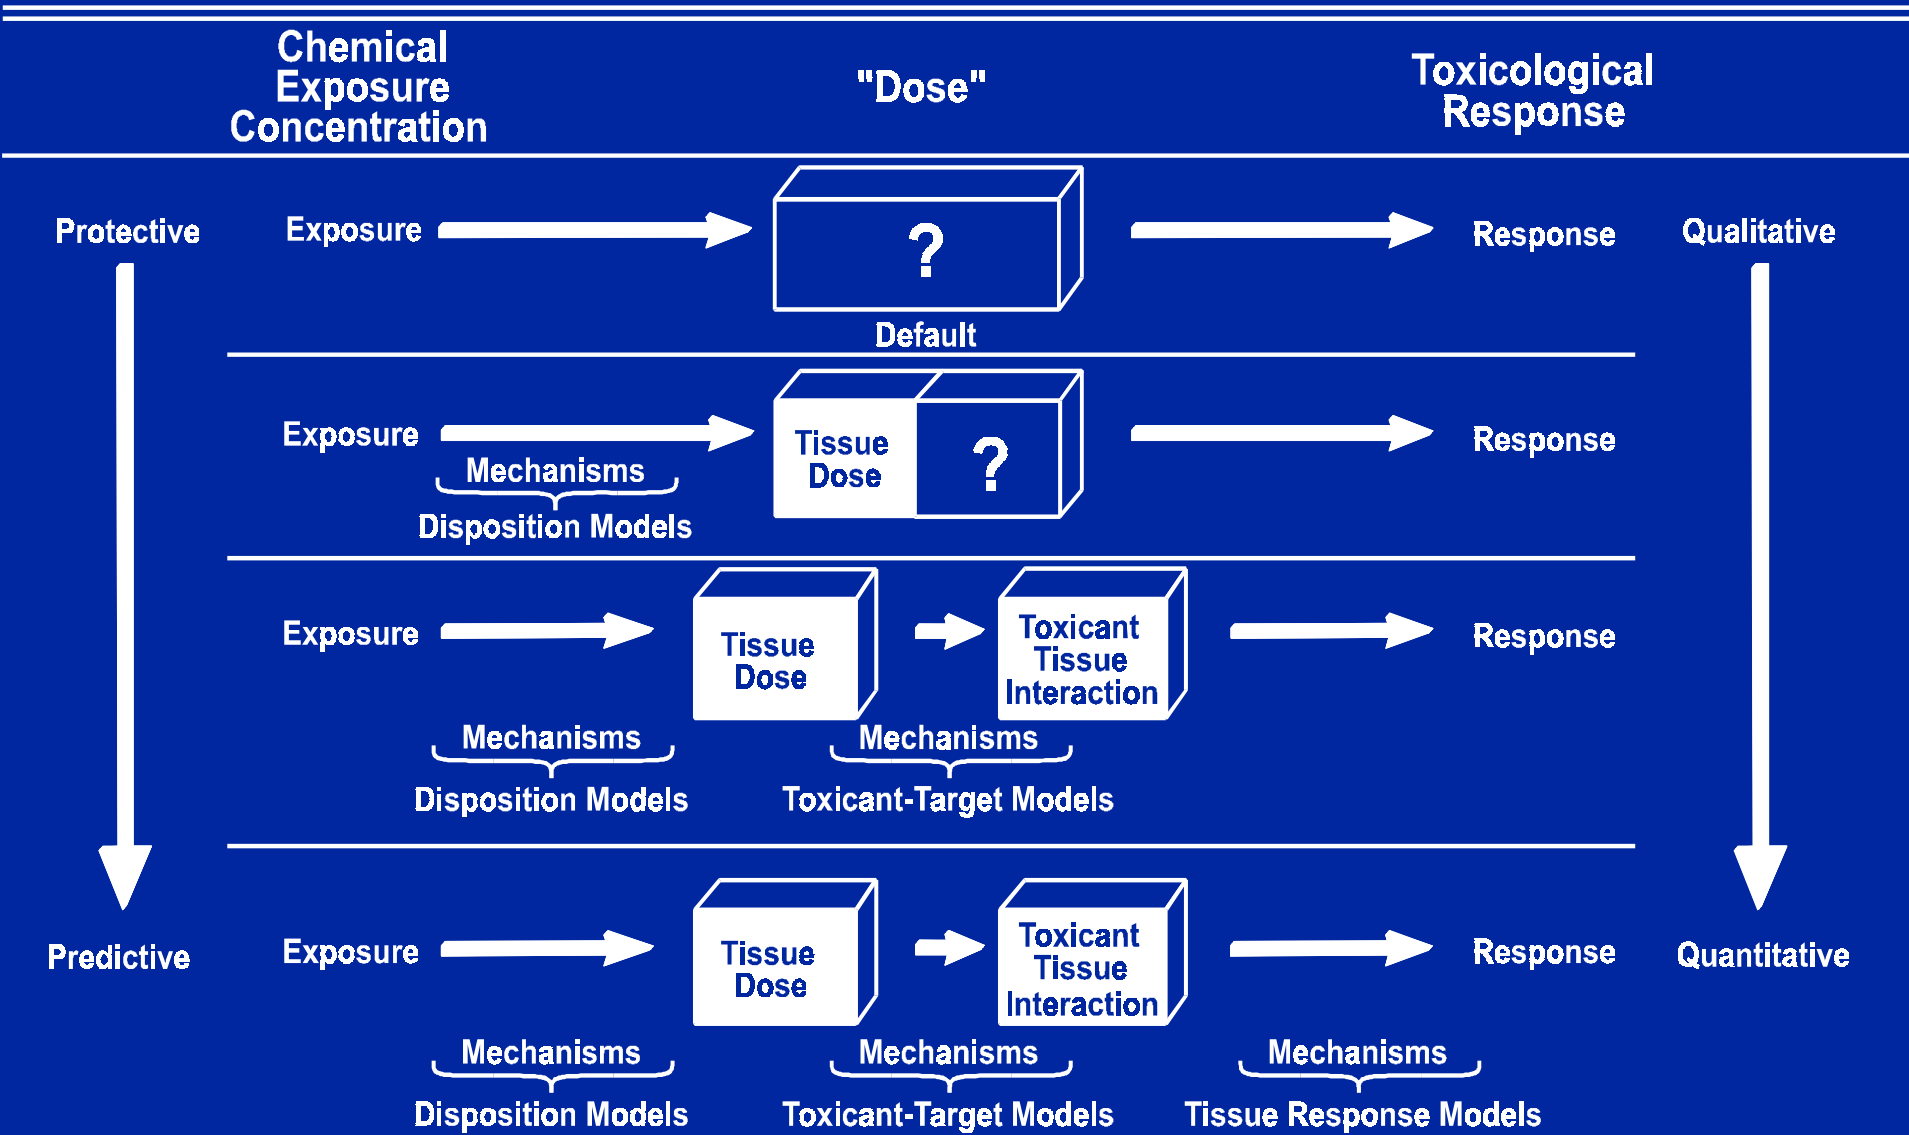 Chemical
Exposure
Concentration
"Dose"
Toxicological
Response
Protective
Exposure
?
Response
Qualitative
Default
Exposure
Tissue
Dose
?
Response
Mechanisms
Disposition Models
Exposure
Tissue
Dose
Toxicant
Tissue
Interaction
Response
Mechanisms
Mechanisms
Disposition Models
Toxicant-Target Models
Predictive
Exposure
Tissue
Dose
Toxicant
Tissue
Interaction
Response
Quantitative
Mechanisms
Mechanisms
Mechanisms
Disposition Models
Toxicant-Target Models
Tissue Response Models